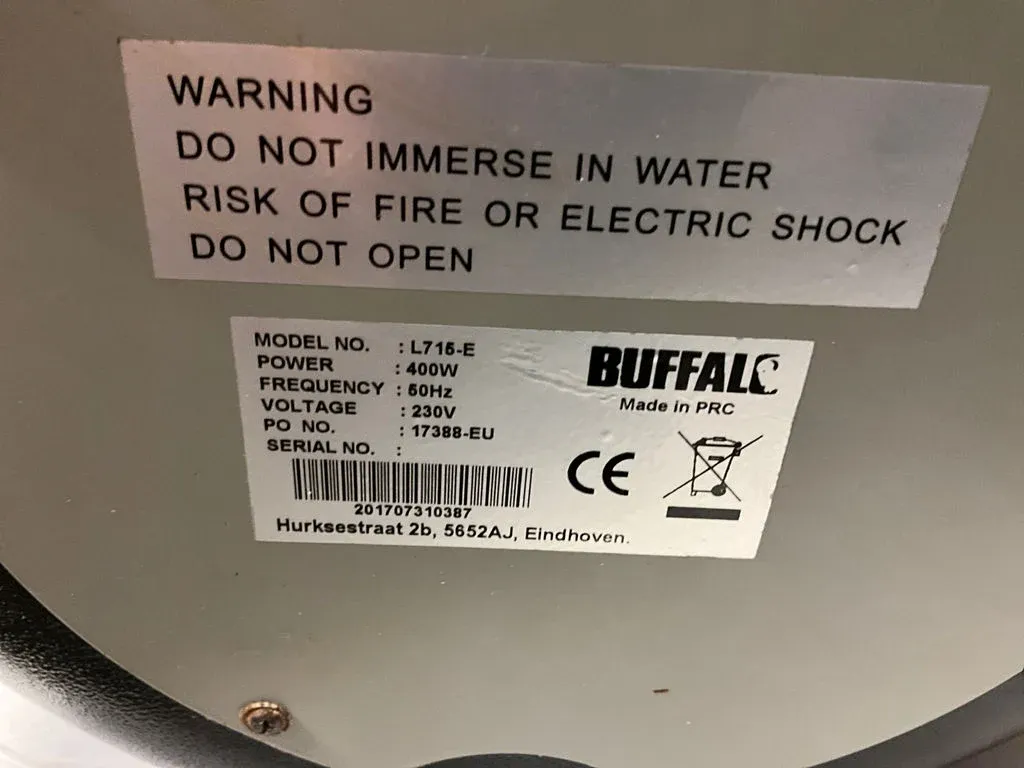 WARNING
DO NOT IMMERSE IN WATER
RISK OF FIRE OR ELECTRIC SHOCK
DO NOT OPEN
MODEL NO. : L715-E
POWER : 400W
FREQUENCY : 50Hz
VOLTAGE : 230V
PO NO. : 17388-EU
SERIAL NO. :
201707310387
Hurksestraat 2b, 5652AJ, Eindhoven.
BUFFALO
Made in PRC
CE